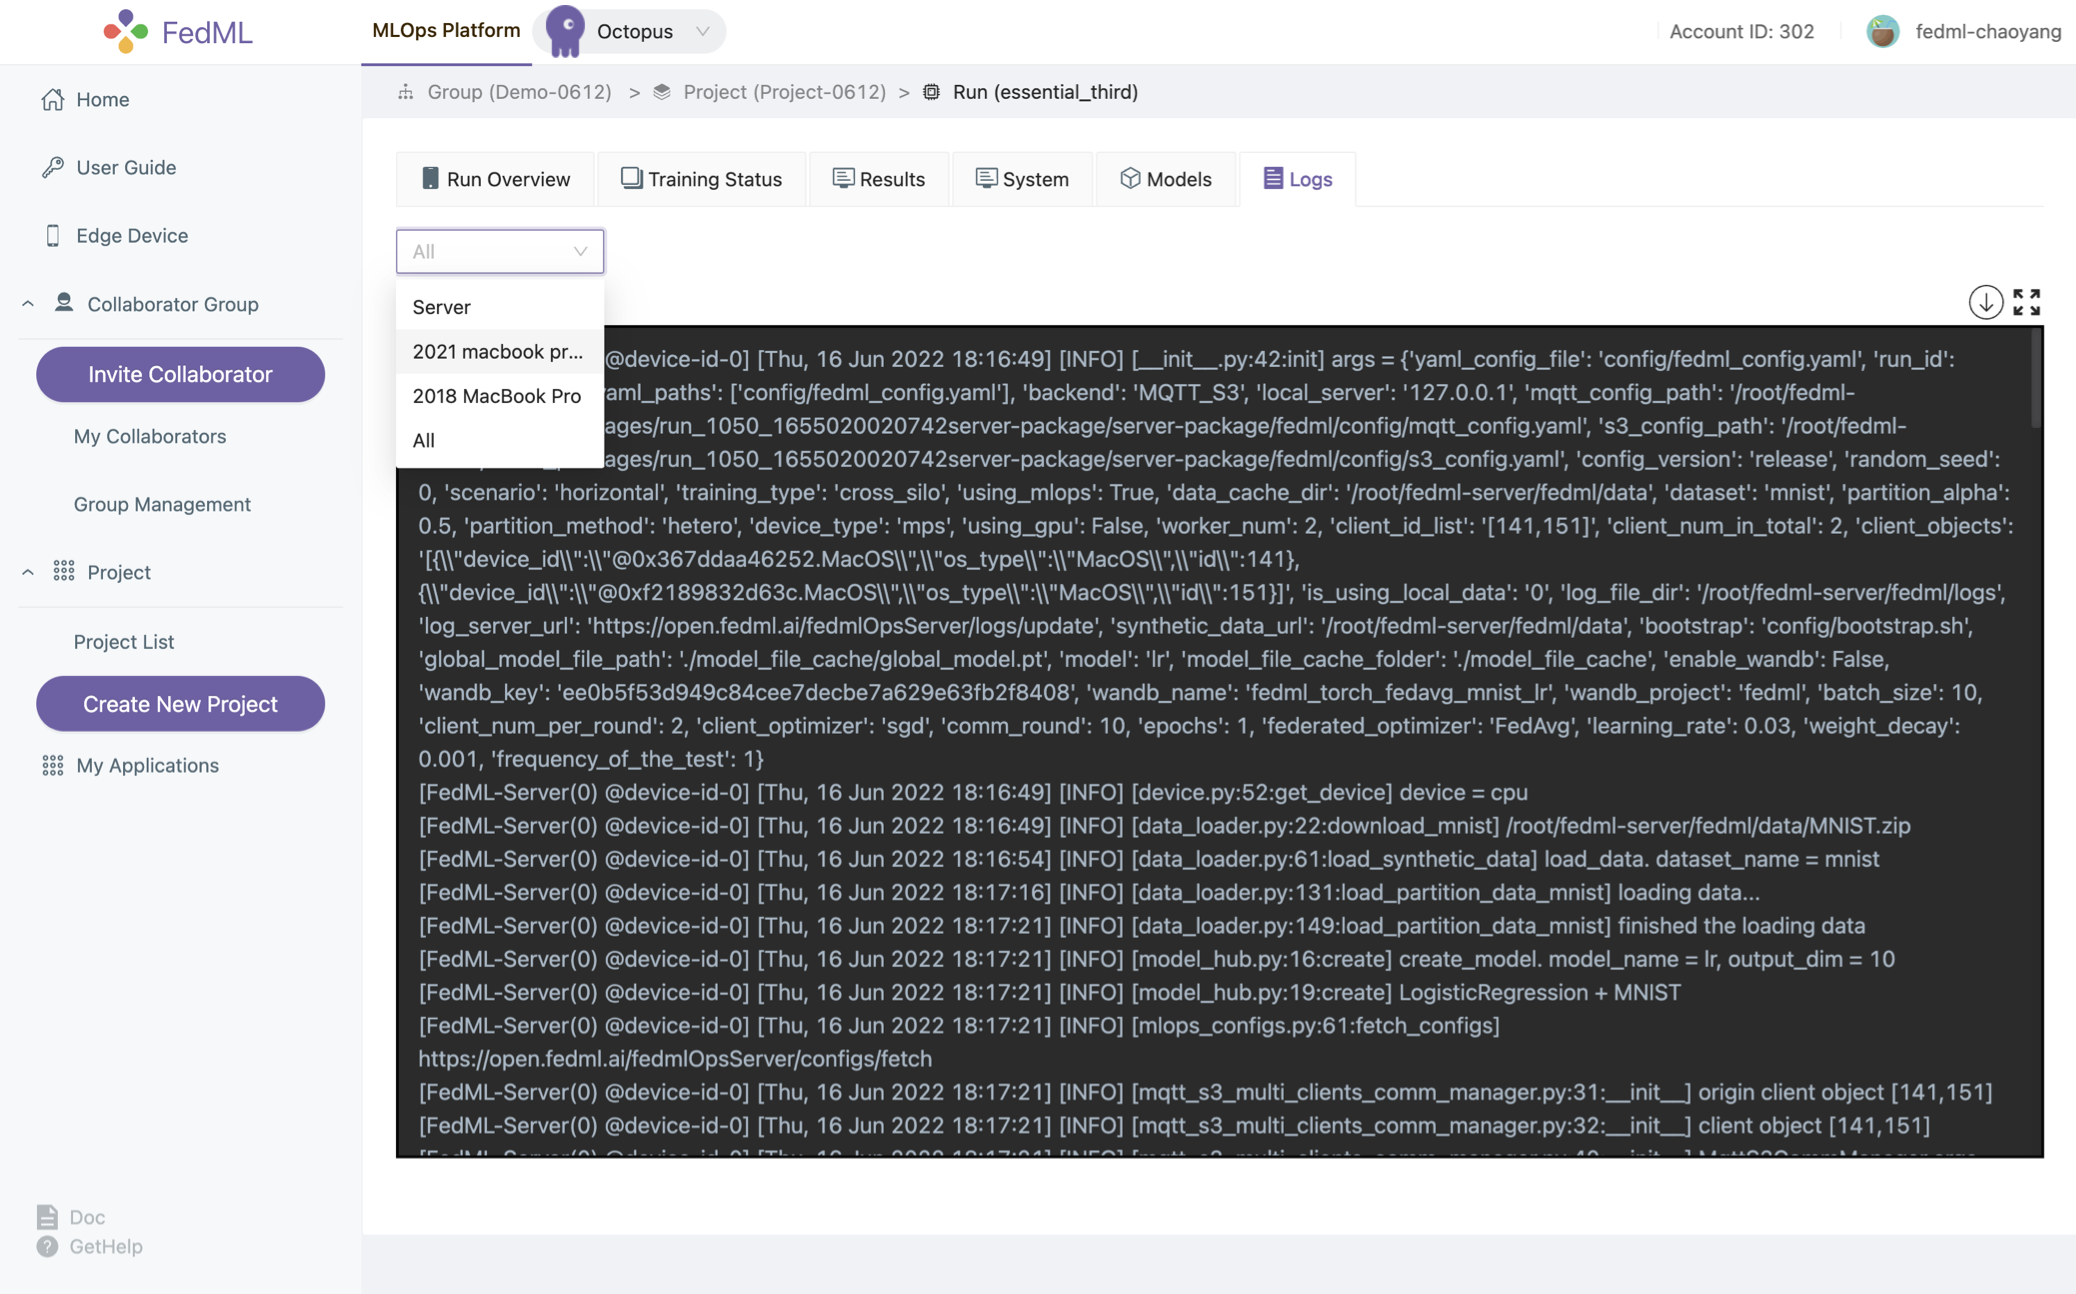 FedML
MLOps Platform
Octopus
Account ID: 302
fedml-chaoyang
Home
User Guide
Edge Device
Collaborator Group
Invite Collaborator
My Collaborators
Group Management
Project
Project List
Create New Project
My Applications
Doc
GetHelp
Group (Demo-0612) > Project (Project-0612) > Run (essential_third)
Run Overview
Training Status
Results
System
Models
Logs
All
Server
2021 macbook pr...
2018 MacBook Pro
All
@device-id-0] [Thu, 16 Jun 2022 18:16:49] [INFO] [__init__.py:42:init] args = {'yaml_config_file': 'config/fedml_config.yaml', 'run_id':
yaml_paths': ['config/fedml_config.yaml'], 'backend': 'MQTT_S3', 'local_server': '127.0.0.1', 'mqtt_config_path': '/root/fedml-
ages/run_1050_1655020020742server-package/server-package/fedml/config/mqtt_config.yaml', 's3_config_path': '/root/fedml-
ages/run_1050_1655020020742server-package/server-package/fedml/config/s3_config.yaml', 'config_version': 'release', 'random_seed':
0, 'scenario': 'horizontal', 'training_type': 'cross_silo', 'using_mlops': True, 'data_cache_dir': '/root/fedml-server/fedml/data', 'dataset': 'mnist', 'partition_alpha':
0.5, 'partition_method': 'hetero', 'device_type': 'mps', 'using_gpu': False, 'worker_num': 2, 'client_id_list': '[141,151]', 'client_num_in_total': 2, 'client_objects':
'[{\\"device_id\\":\\"@0x367ddaa46252.MacOS\\",\\"os_type\\":\\"MacOS\\",\\"id\\":141},
{\\"device_id\\":\\"@0xf2189832d63c.MacOS\\",\\"os_type\\":\\"MacOS\\",\\"id\\":151}]', 'is_using_local_data': '0', 'log_file_dir': '/root/fedml-server/fedml/logs',
'log_server_url': 'https://open.fedml.ai/fedmlOpsServer/logs/update', 'synthetic_data_url': '/root/fedml-server/fedml/data', 'bootstrap': 'config/bootstrap.sh',
'global_model_file_path': './model_file_cache/global_model.pt', 'model': 'lr', 'model_file_cache_folder': './model_file_cache', 'enable_wandb': False,
'wandb_key': 'ee0b5f53d949c84cee7decbe7a629e63fb2f8408', 'wandb_name': 'fedml_torch_fedavg_mnist_lr', 'wandb_project': 'fedml', 'batch_size': 10,
'client_num_per_round': 2, 'client_optimizer': 'sgd', 'comm_round': 10, 'epochs': 1, 'federated_optimizer': 'FedAvg', 'learning_rate': 0.03, 'weight_decay':
0.001, 'frequency_of_the_test': 1}
[FedML-Server(0) @device-id-0] [Thu, 16 Jun 2022 18:16:49] [INFO] [device.py:52:get_device] device = cpu
[FedML-Server(0) @device-id-0] [Thu, 16 Jun 2022 18:16:49] [INFO] [data_loader.py:22:download_mnist] /root/fedml-server/fedml/data/MNIST.zip
[FedML-Server(0) @device-id-0] [Thu, 16 Jun 2022 18:16:54] [INFO] [data_loader.py:61:load_synthetic_data] load_data. dataset_name = mnist
[FedML-Server(0) @device-id-0] [Thu, 16 Jun 2022 18:17:16] [INFO] [data_loader.py:131:load_partition_data_mnist] loading data...
[FedML-Server(0) @device-id-0] [Thu, 16 Jun 2022 18:17:21] [INFO] [data_loader.py:149:load_partition_data_mnist] finished the loading data
[FedML-Server(0) @device-id-0] [Thu, 16 Jun 2022 18:17:21] [INFO] [model_hub.py:16:create] create_model. model_name = lr, output_dim = 10
[FedML-Server(0) @device-id-0] [Thu, 16 Jun 2022 18:17:21] [INFO] [model_hub.py:19:create] LogisticRegression + MNIST
[FedML-Server(0) @device-id-0] [Thu, 16 Jun 2022 18:17:21] [INFO] [mlops_configs.py:61:fetch_configs]
https://open.fedml.ai/fedmlOpsServer/configs/fetch
[FedML-Server(0) @device-id-0] [Thu, 16 Jun 2022 18:17:21] [INFO] [mqtt_s3_multi_clients_comm_manager.py:31:__init__] origin client object [141,151]
[FedML-Server(0) @device-id-0] [Thu, 16 Jun 2022 18:17:21] [INFO] [mqtt_s3_multi_clients_comm_manager.py:32:__init__] client object [141,151]